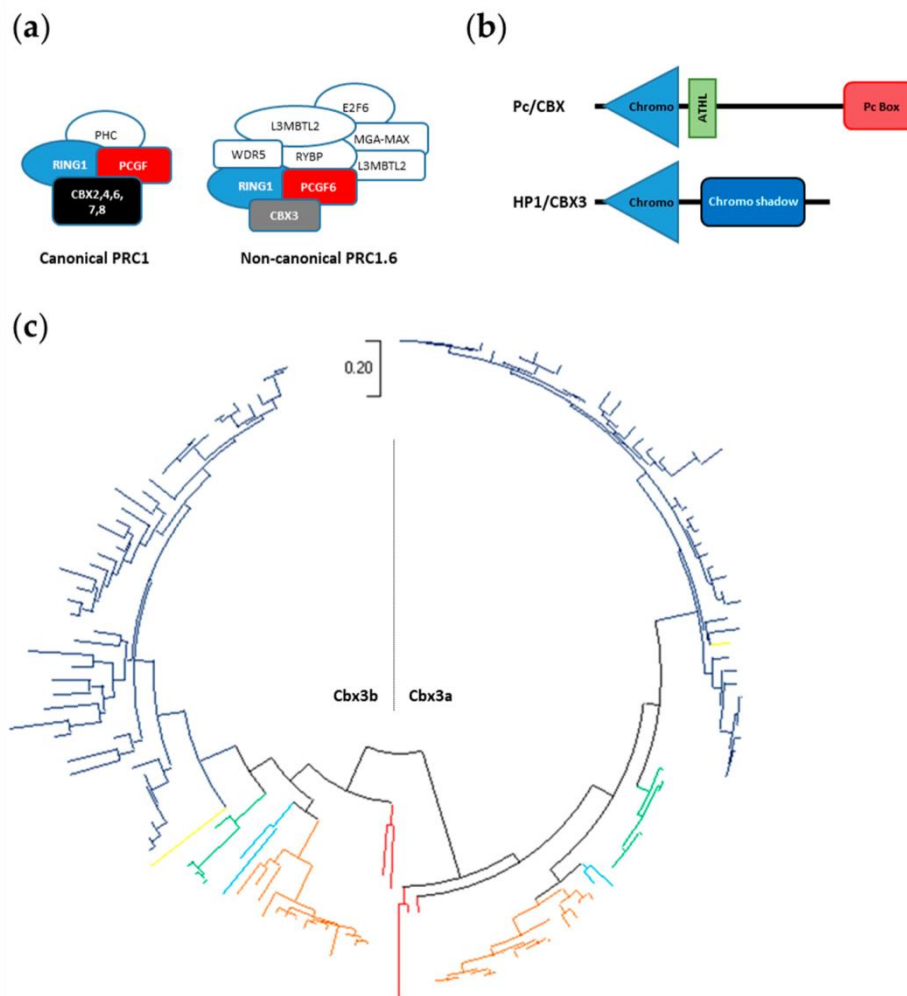 (a)
PHC
RING1
PCGF
CBX2,4,6,
7,8
Canonical PRC1
E2F6
L3MBTL2
MGA-MAX
WDR5
RYBP
L3MBTL2
RING1
PCGF6
CBX3
Non-canonical PRC1.6
(b)
Pc/CBX
Chromo
ATHL
Pc Box
HP1/CBX3
Chromo
Chromo shadow
(c)
0.20
Cbx3b
Cbx3a